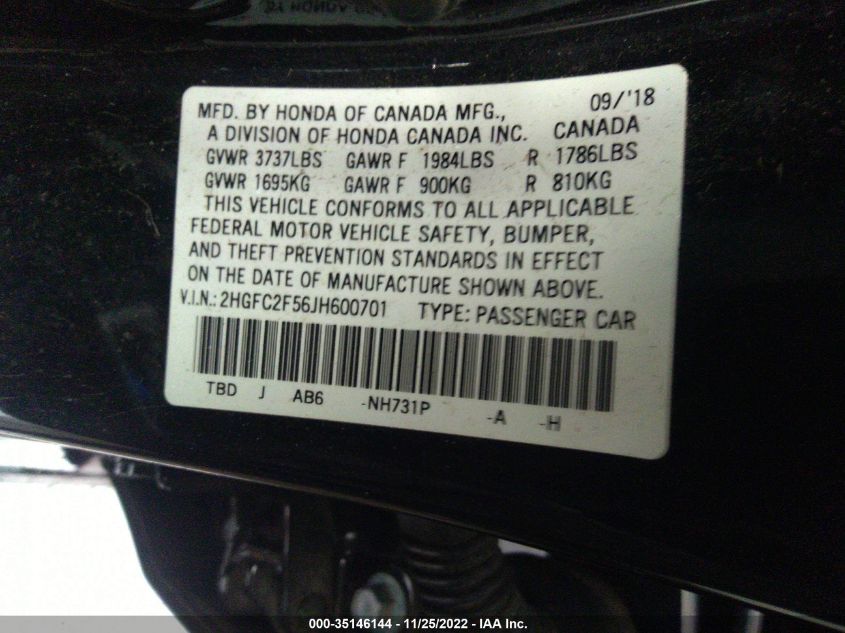 MFD. BY HONDA OF CANADA MFG., 09/'18
A DIVISION OF HONDA CANADA INC. CANADA
GVWR 3737LBS GAWR F 1984LBS R 1786LBS
GVWR 1695KG GAWR F 900KG R 810KG
THIS VEHICLE CONFORMS TO ALL APPLICABLE
FEDERAL MOTOR VEHICLE SAFETY, BUMPER,
AND THEFT PREVENTION STANDARDS IN EFFECT
ON THE DATE OF MANUFACTURE SHOWN ABOVE.
V.I.N.: 2HGFC2F56JH600701 TYPE: PASSENGER CAR
TBD J AB6 -NH731P -A -H
000-35146144 - 11/25/2022 - IAA Inc.